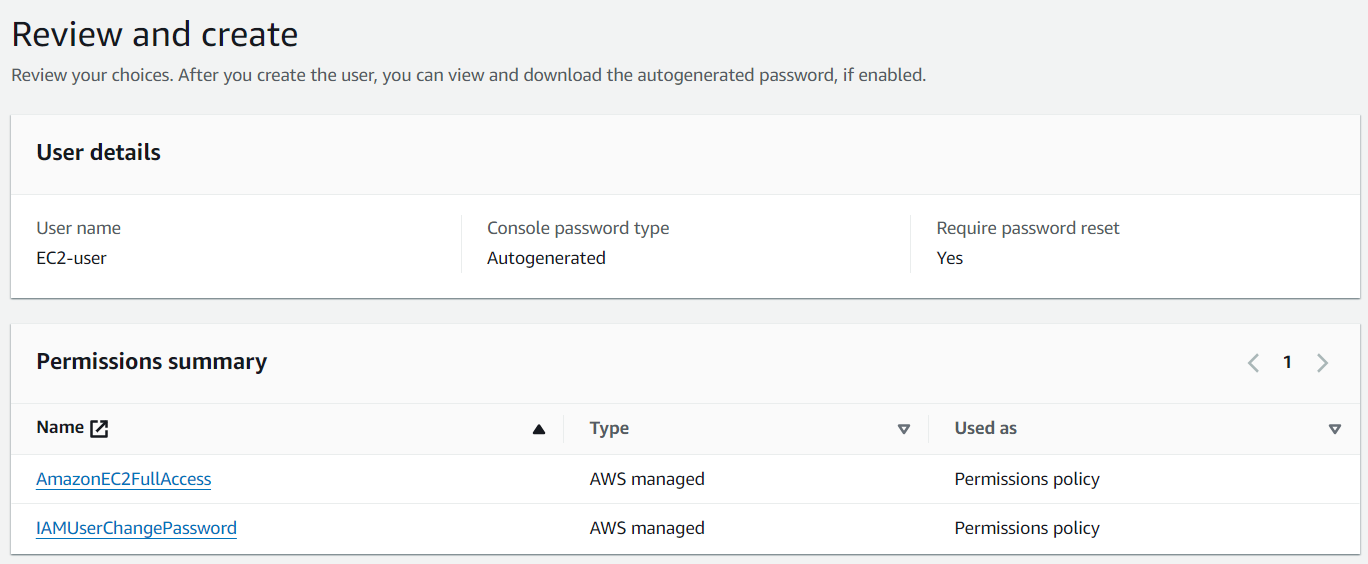 Review and create
Review your choices. After you create the user, you can view and download the autogenerated password, if enabled.
User details
User name
Console password type
Require password reset
EC2-user
Autogenerated
Yes
Permissions summary
1
Name
Type
Used as
AmazonEC2FullAccess
AWS managed
Permissions policy
IAMUserChangePassword
AWS managed
Permissions policy